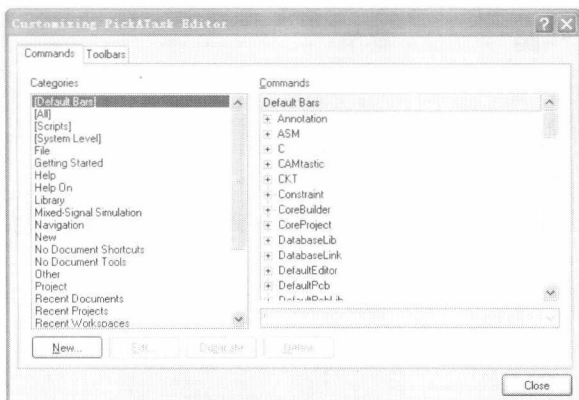 Customizing PickATask Editor
Commands Toolbars
Categories
[Default Bars]
[All]
[Scripts]
[System Level]
File
Getting Started
Help
Help On
Library
Mixed-Signal Simulation
Navigation
New
No Document Shortcuts
No Document Tools
Other
Project
Recent Documents
Recent Projects
Recent Workspaces
Commands
Default Bars
Annotation
ASM
C
CAMtastic
CKT
Constraint
CoreBuilder
CoreProject
DatabaseLib
DatabaseLink
DefaultEditor
DefaultPcb
DefaultPcbLib
New... Edit... Duplicate Delete
Close